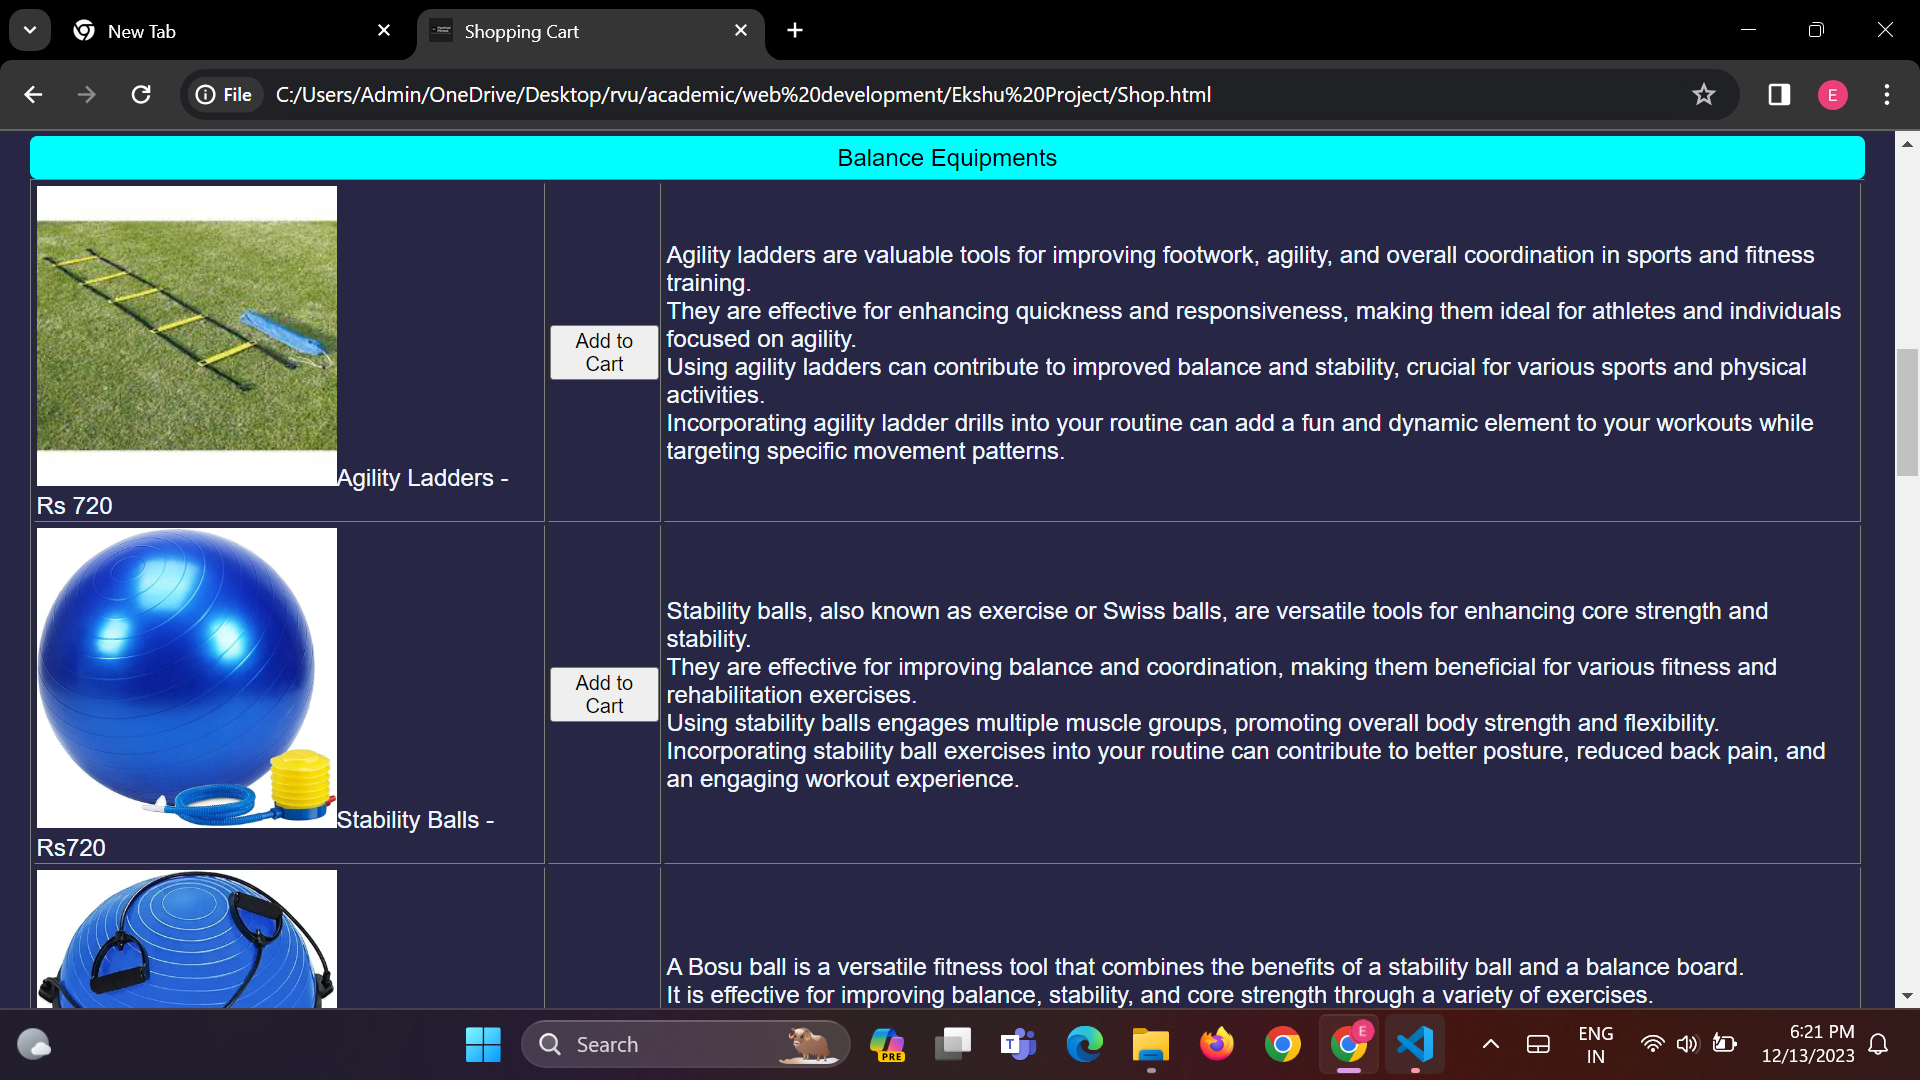 New Tab
Shopping Cart
File
C:/Users/Admin/OneDrive/Desktop/rvu/academic/web%20development/Ekshu%20Project/Shop.html
E
Balance Equipments
Agility Ladders -
Rs 720
Add to
Cart
Agility ladders are valuable tools for improving footwork, agility, and overall coordination in sports and fitness
training.
They are effective for enhancing quickness and responsiveness, making them ideal for athletes and individuals
focused on agility.
Using agility ladders can contribute to improved balance and stability, crucial for various sports and physical
activities.
Incorporating agility ladder drills into your routine can add a fun and dynamic element to your workouts while
targeting specific movement patterns.
Stability Balls -
Rs720
Add to
Cart
Stability balls, also known as exercise or Swiss balls, are versatile tools for enhancing core strength and
stability.
They are effective for improving balance and coordination, making them beneficial for various fitness and
rehabilitation exercises.
Using stability balls engages multiple muscle groups, promoting overall body strength and flexibility.
Incorporating stability ball exercises into your routine can contribute to better posture, reduced back pain, and
an engaging workout experience.
A Bosu ball is a versatile fitness tool that combines the benefits of a stability ball and a balance board.
It is effective for improving balance, stability, and core strength through a variety of exercises.
Search
PRE
T
E
ENG
IN
6:21 PM
12/13/2023